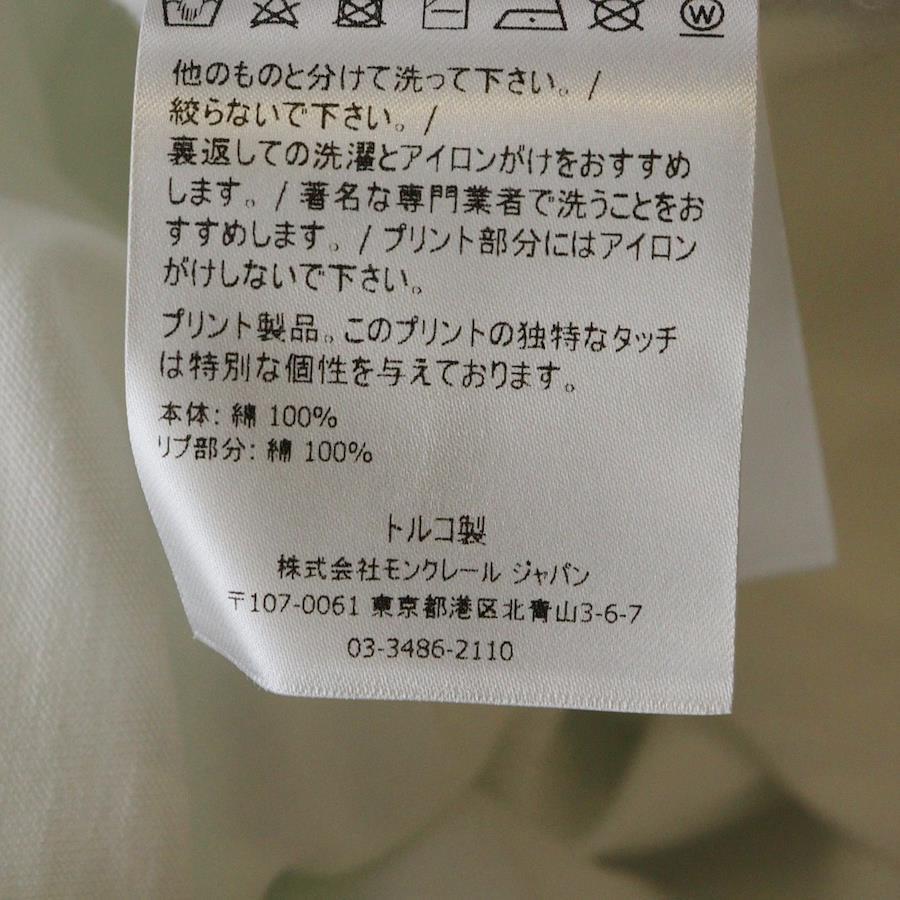 他のものと分けて洗って下さい。/
絞らないで下さい。/
裏返しての洗濯とアイロンがけをおすすめ
します。/ 著名な専門業者で洗うことをお
すすめします。/ プリント部分にはアイロン
がけしないで下さい。
プリント製品。このプリントの独特なタッチ
は特別な個性を与えております。
本体: 綿 100%
リブ部分: 綿 100%
トルコ製
株式会社モンクレール ジャパン
〒107-0061 東京都港区北青山3-6-7
03-3486-2110